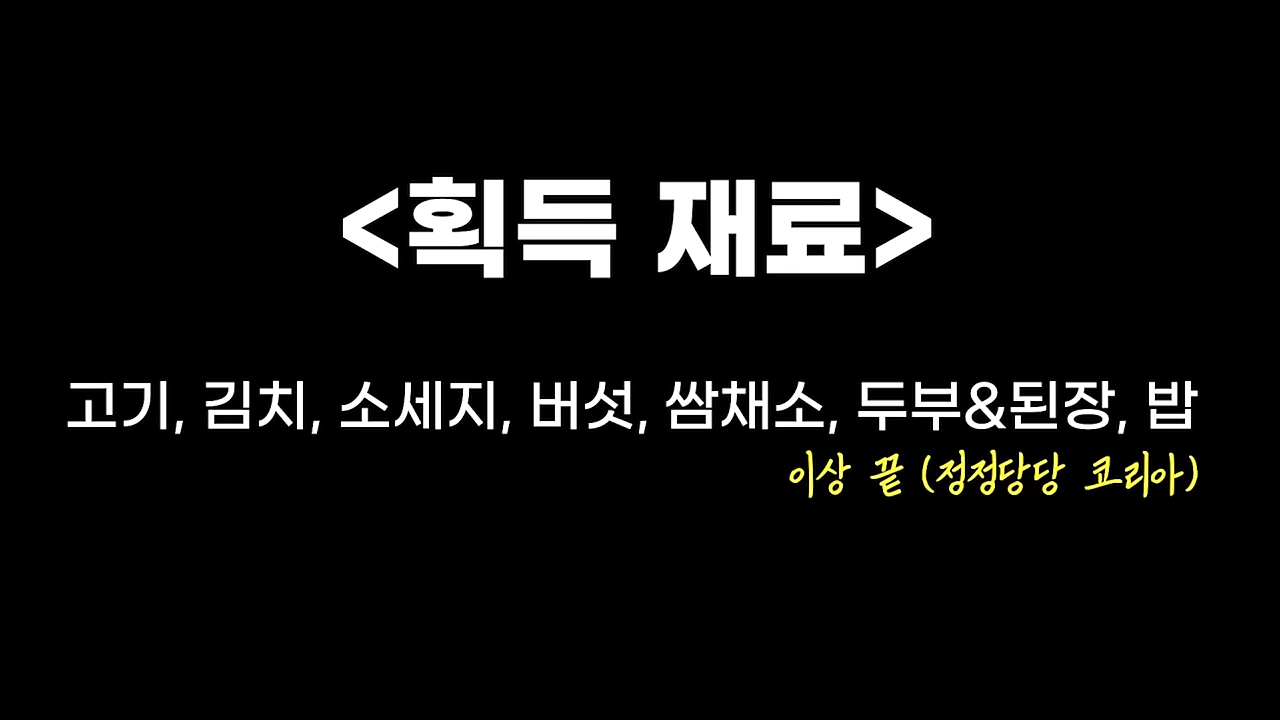 <획득 재료>
고기, 김치, 소세지, 버섯, 쌈채소, 두부&된장, 밥
이상 끝 (정정당당 코리아)